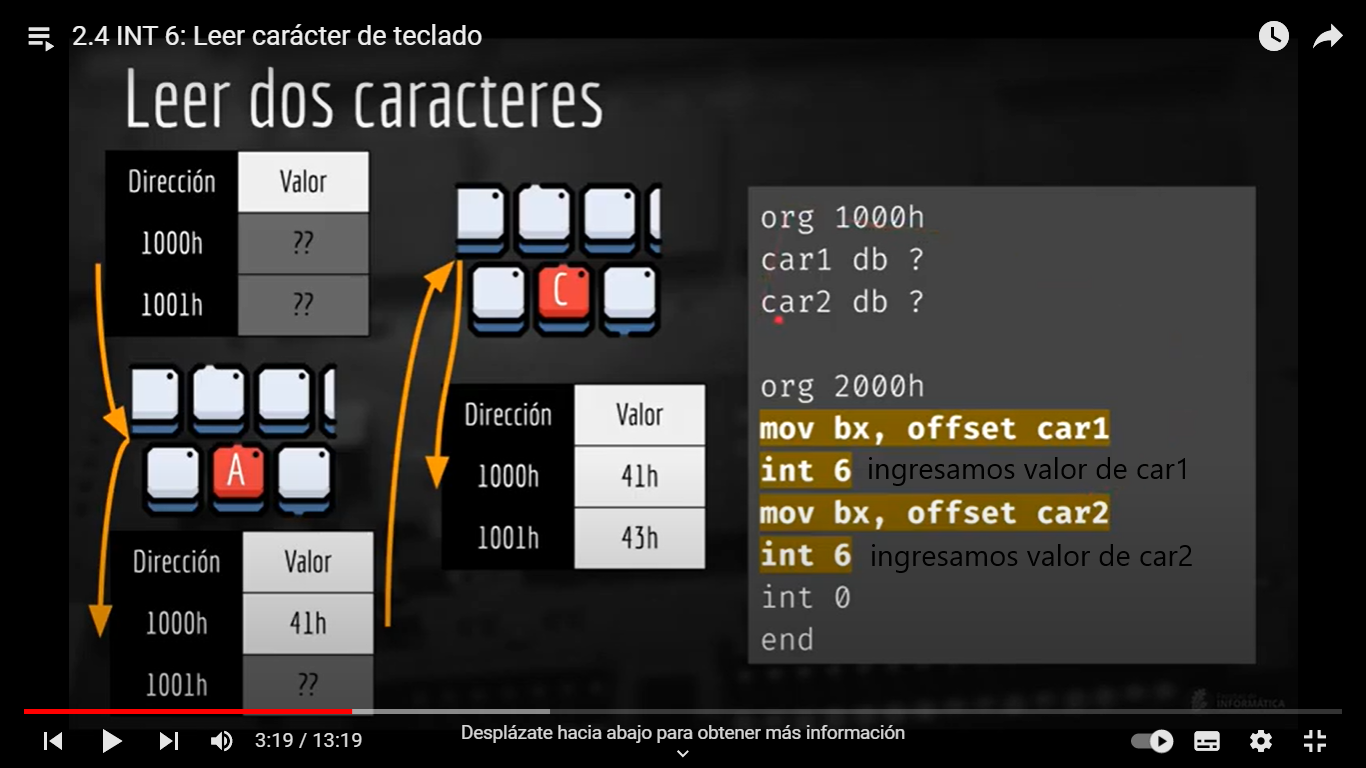 2.4 INT 6: Leer carácter de teclado
Leer dos caracteres
Dirección Valor
1000h ??
1001h ??
A
Dirección Valor
1000h 41h
1001h ??
C
Dirección Valor
1000h 41h
1001h 43h
org 1000h
car1 db ?
car2 db ?
org 2000h
mov bx, offset car1
int 6 ingresamos valor de car1
mov bx, offset car2
int 6 ingresamos valor de car2
int 0
end
INFORMÁTICA
3:19 / 13:19
Desplázate hacia abajo para obtener más información